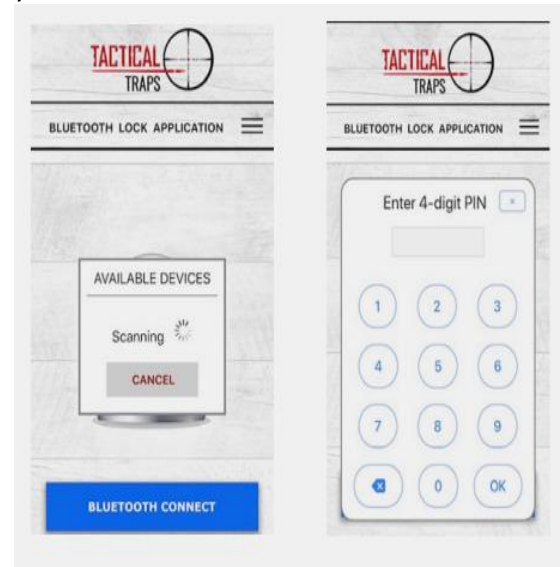 TACTICAL
TRAPS
BLUETOOTH LOCK APPLICATION
AVAILABLE DEVICES
Scanning
CANCEL
BLUETOOTH CONNECT
TACTICAL
TRAPS
BLUETOOTH LOCK APPLICATION
Enter 4-digit PIN ×
1 2 3
4 5 6
7 8 9
0 OK